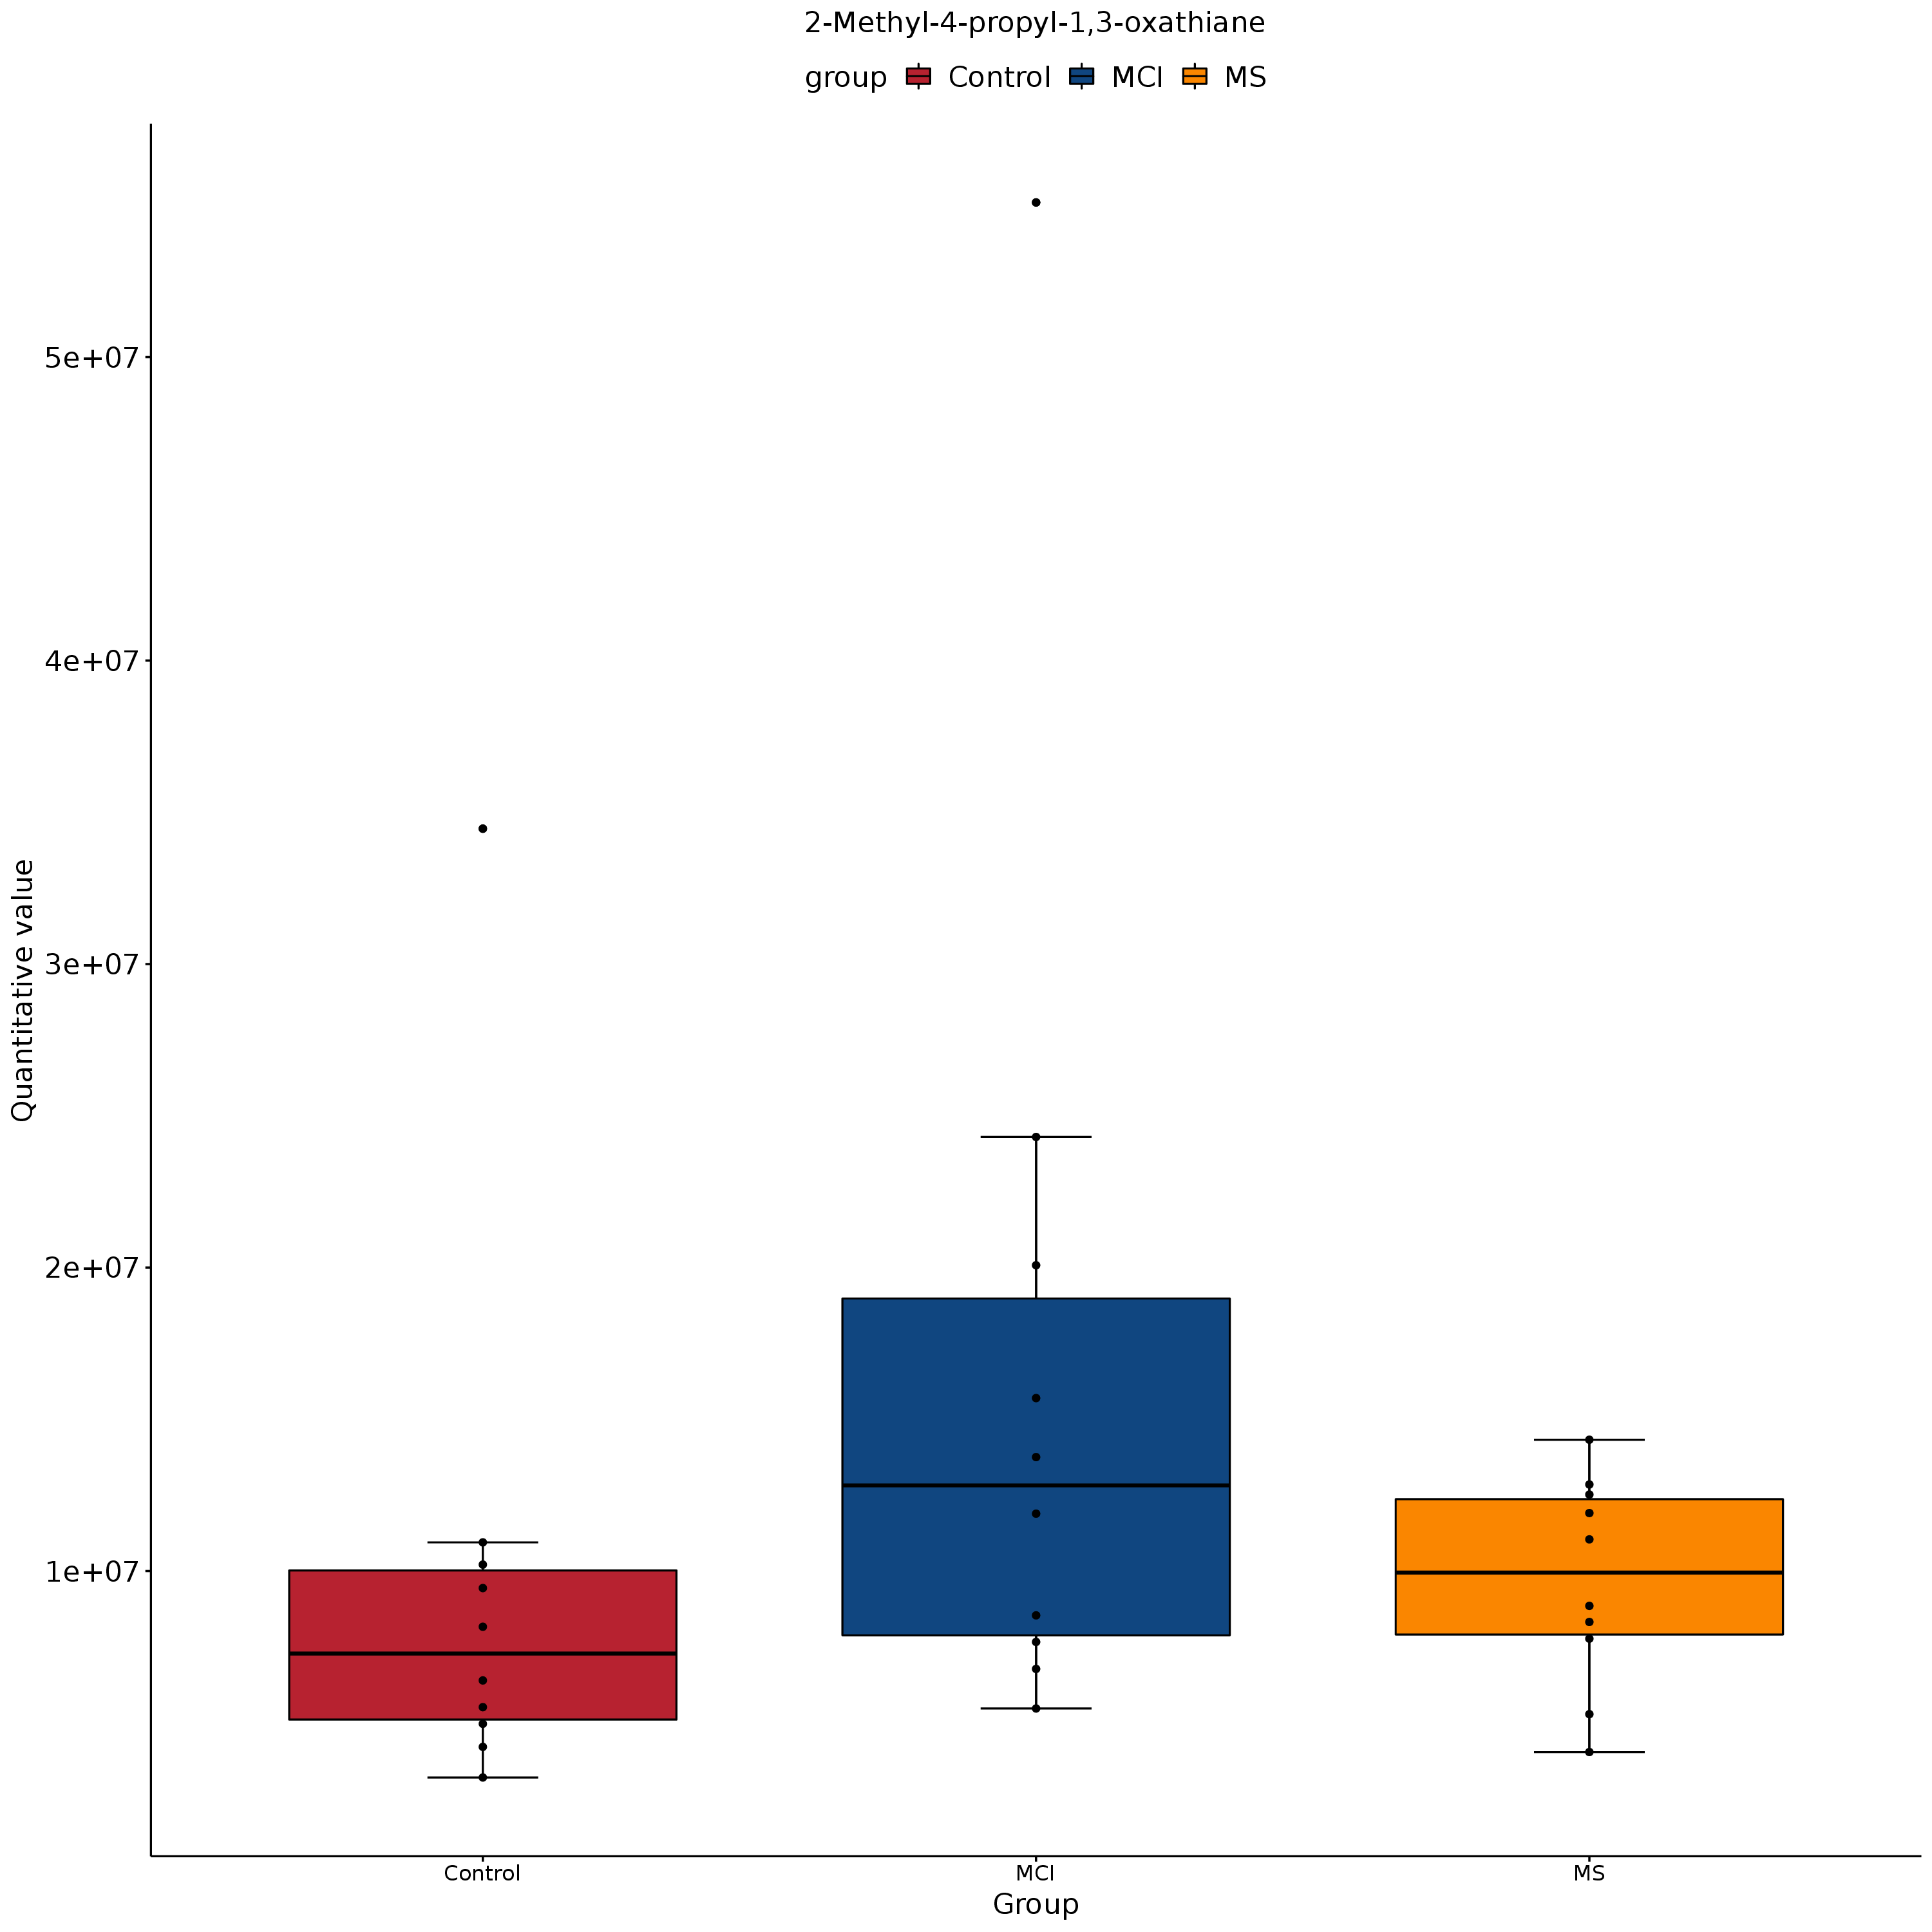 2-Methyl-4-propyl-1,3-oxathiane
group Control MCI MS
Quantitative value
5e+07
4e+07
3e+07
2e+07
1e+07
Control MCI MS
Group